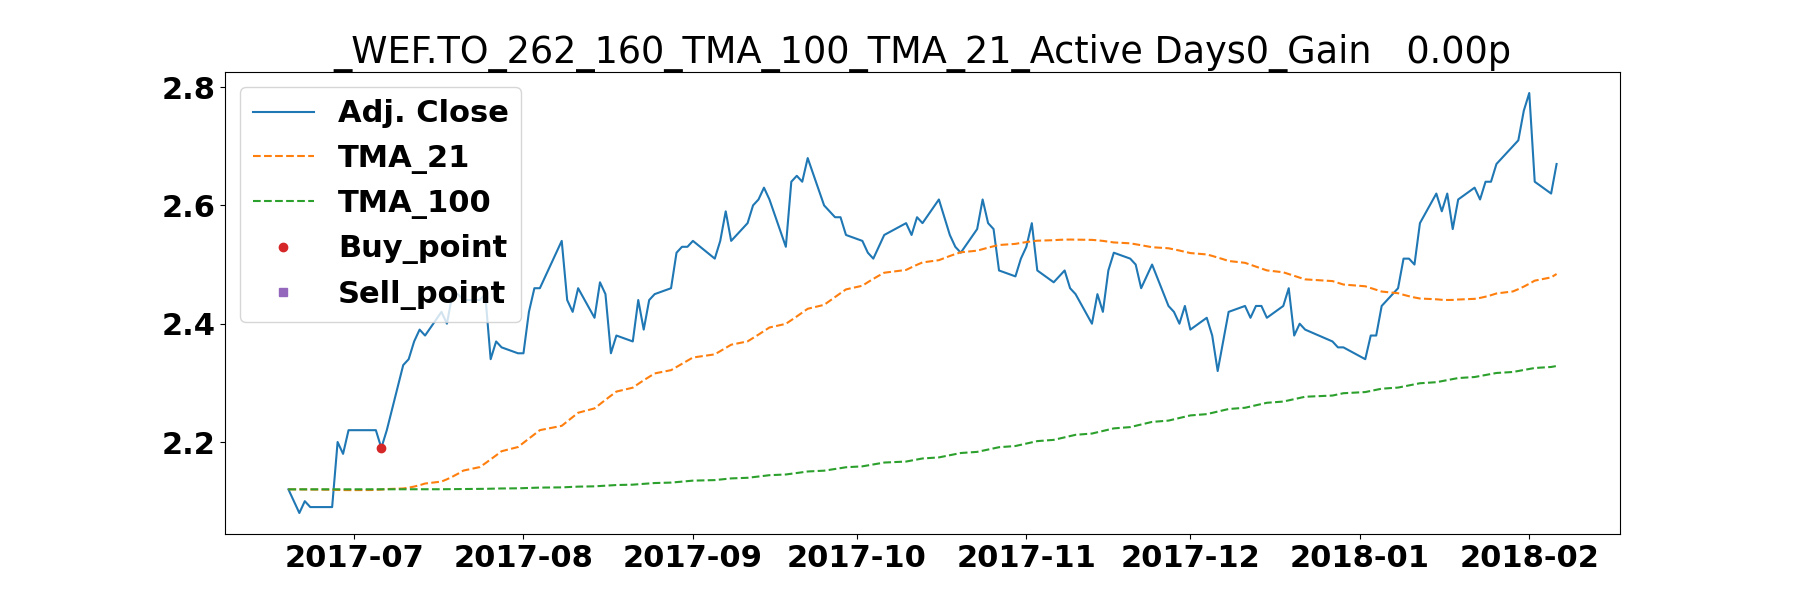 _WEF.TO_262_160_TMA_100_TMA_21_Active Days0_Gain   0.00p
2.8
2.6
2.4
2.2
Adj. Close
TMA_21
TMA_100
Buy_point
Sell_point
2017-07 2017-08 2017-09 2017-10 2017-11 2017-12 2018-01 2018-02